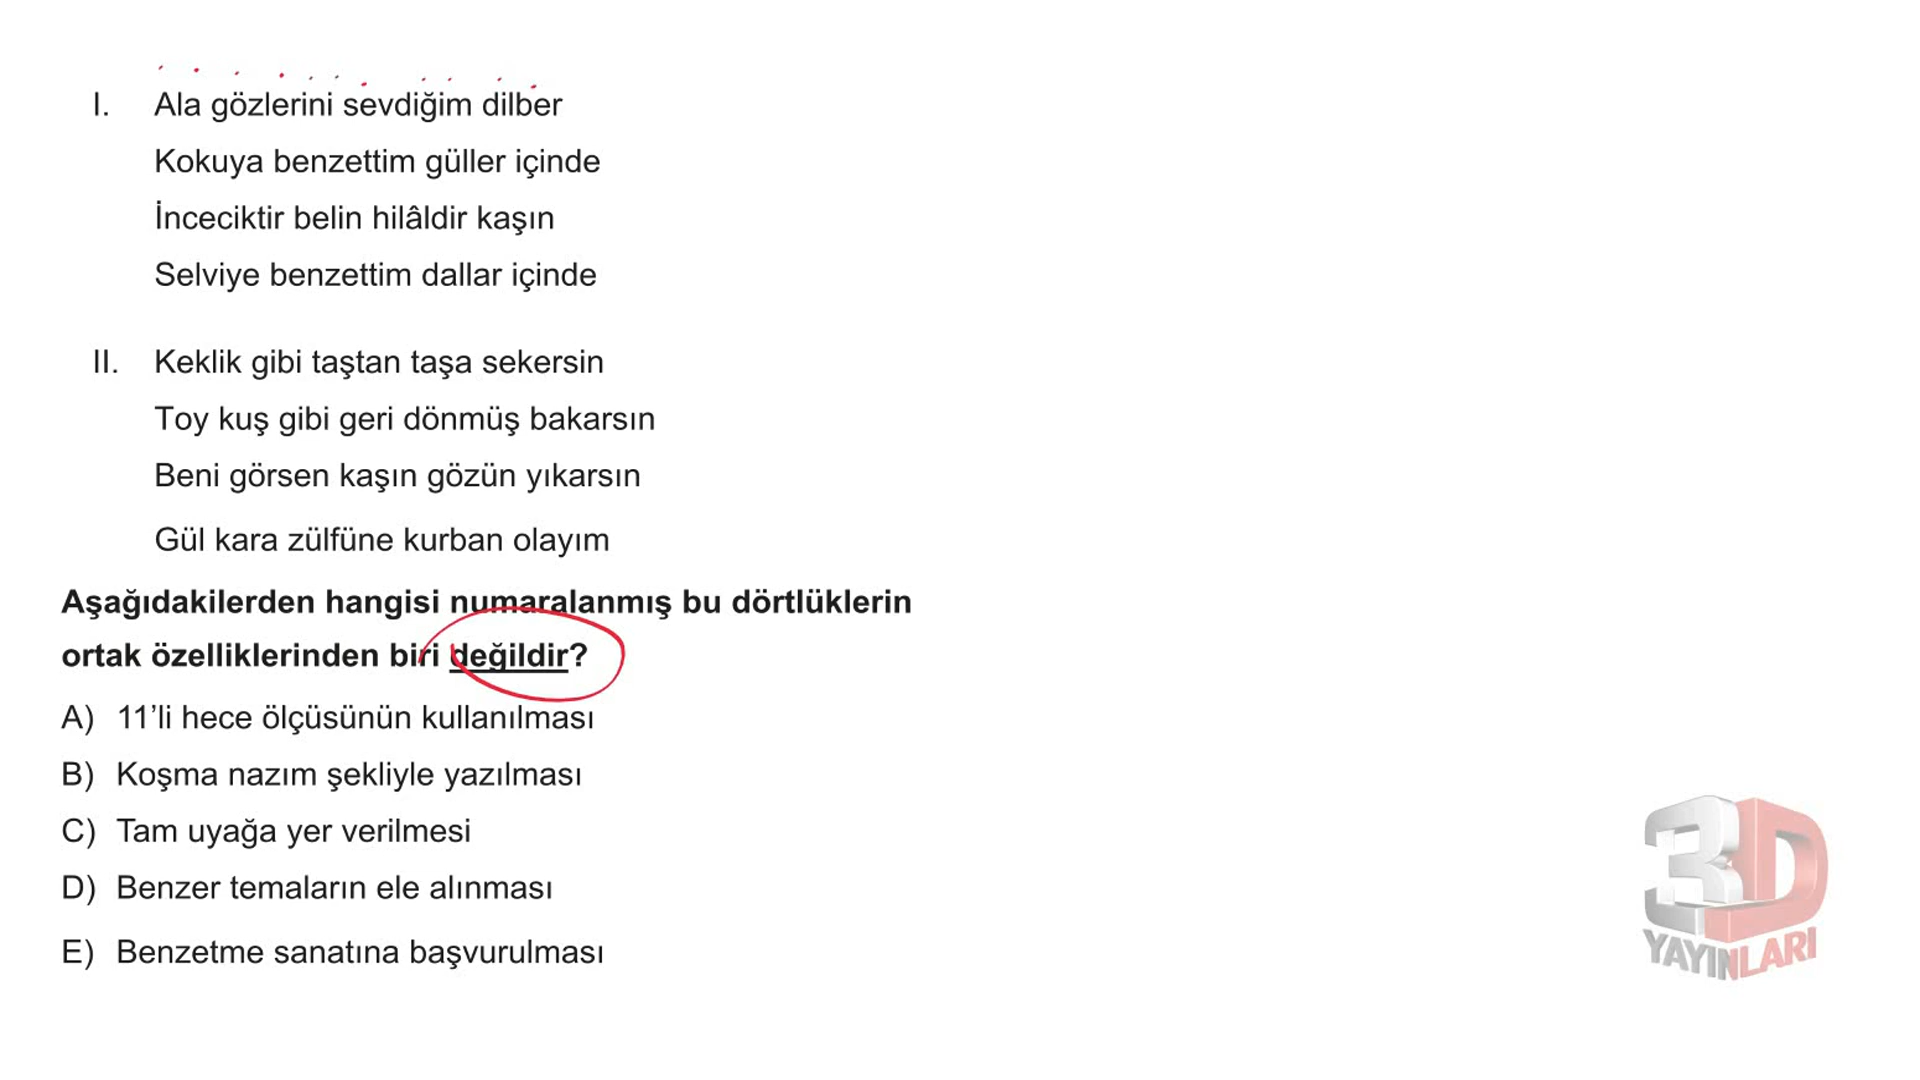 I. Ala gözlerini sevdiğim dilber
Kokuya benzettim güller içinde
İnceciktir belin hilâldir kaşın
Selviye benzettim dallar içinde
II. Keklik gibi taştan taşa sekersin
Toy kuş gibi geri dönmüş bakarsın
Beni görsen kaşın gözün yıkarsın
Gül kara zülfüne kurban olayım
Aşağıdakilerden hangisi numaralanmış bu dörtlüklerin
ortak özelliklerinden biri değildir?
A) 11’li hece ölçüsünün kullanılması
B) Koşma nazım şekliyle yazılması
C) Tam uyağa yer verilmesi
D) Benzer temaların ele alınması
E) Benzetme sanatına başvurulması
3D
YAYINLARI